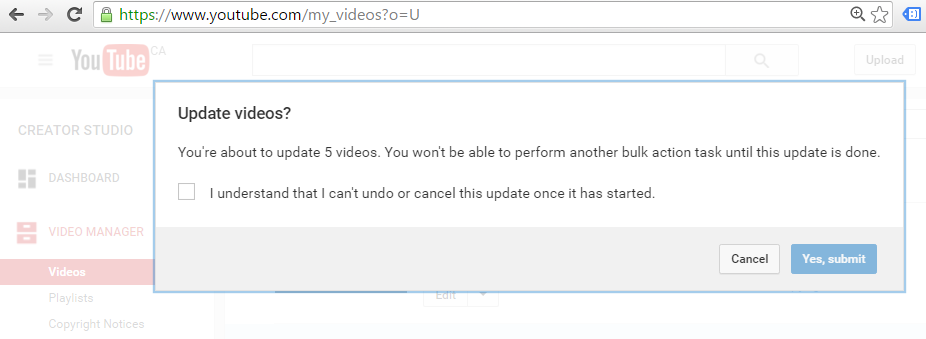 https://www.youtube.com/my_videos?o=U
YouTube CA
Upload
Update videos?
You're about to update 5 videos. You won't be able to perform another bulk action task until this update is done.
I understand that I can't undo or cancel this update once it has started.
Cancel
Yes, submit
CREATOR STUDIO
DASHBOARD
VIDEO MANAGER
Videos
Playlists
Copyright Notices
Edit